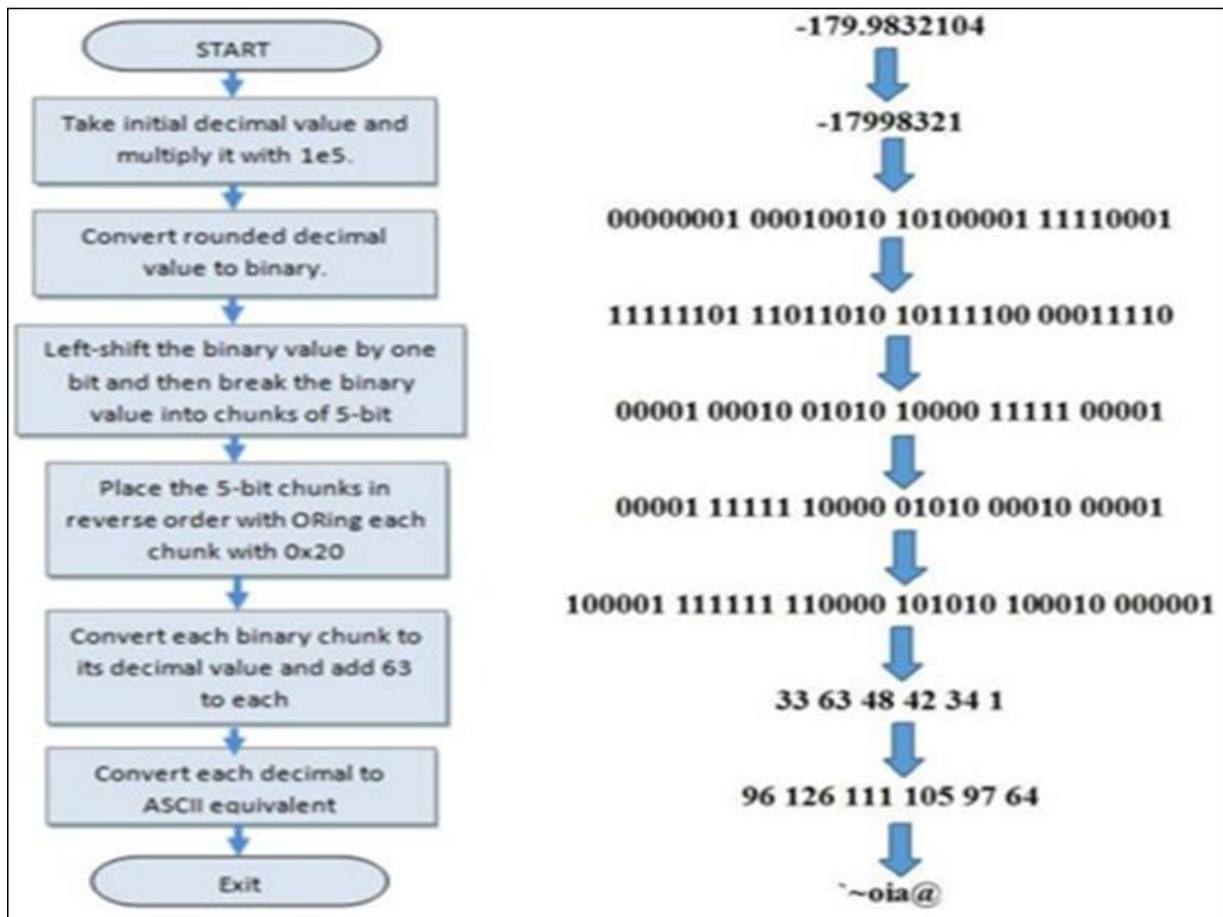 START
Take initial decimal value and
multiply it with 1e5.
Convert rounded decimal
value to binary.
Left-shift the binary value by one
bit and then break the binary
value into chunks of 5-bit
Place the 5-bit chunks in
reverse order with ORing each
chunk with 0x20
Convert each binary chunk to
its decimal value and add 63
to each
Convert each decimal to
ASCII equivalent
Exit
-179.9832104
-17998321
00000001 00010010 10100001 11110001
11111101 11011010 10111100 00011110
00001 00010 01010 10000 11111 00001
00001 11111 10000 01010 00010 00001
100001 111111 110000 101010 100010 000001
33 63 48 42 34 1
96 126 111 105 97 64
`~oia@